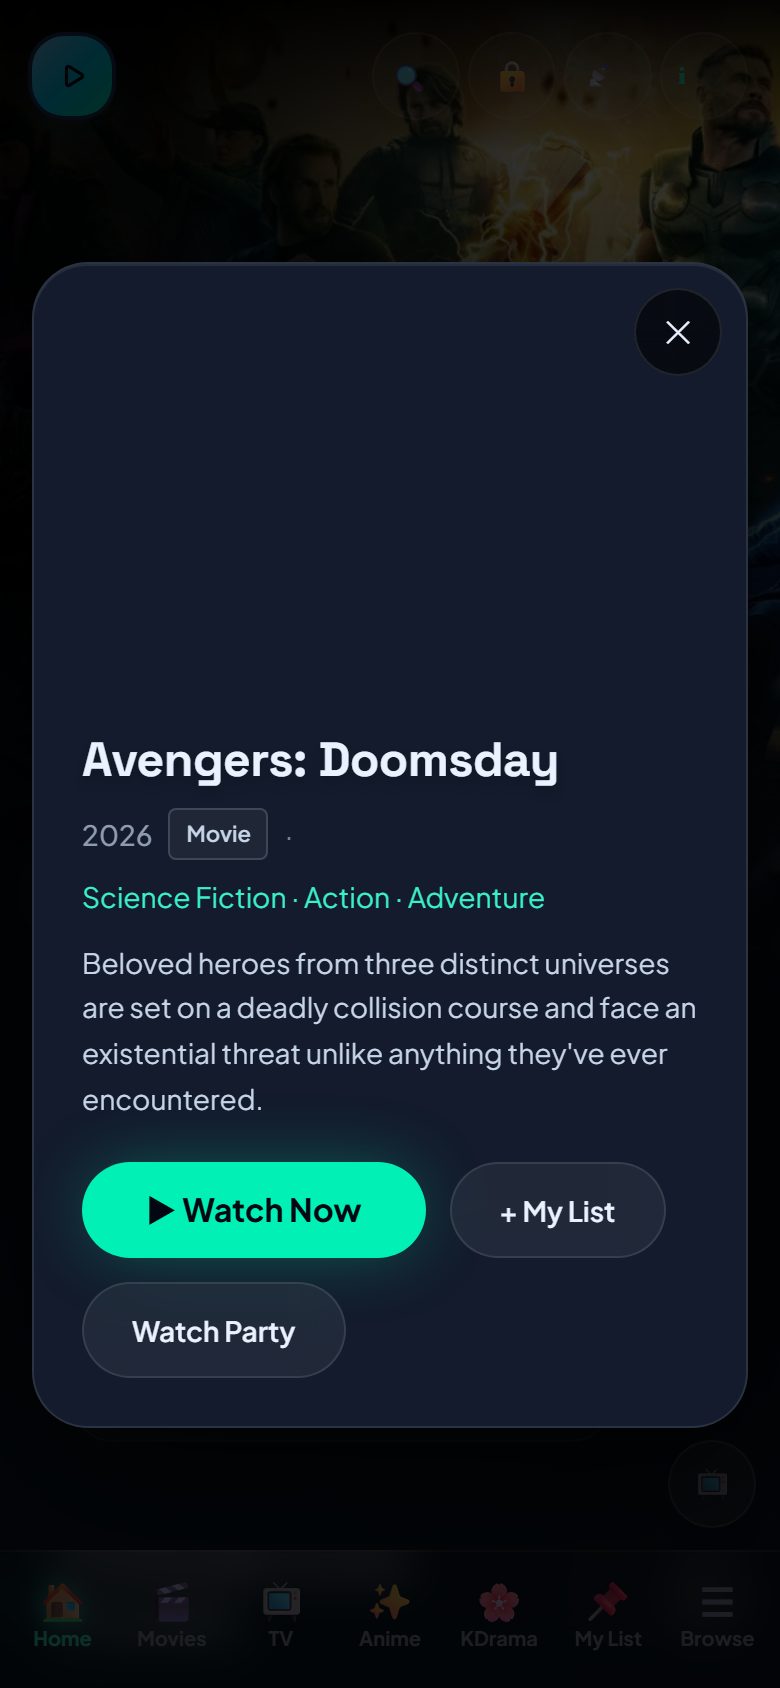 Avengers: Doomsday
2026 Movie ·
Science Fiction · Action · Adventure
Beloved heroes from three distinct universes
are set on a deadly collision course and face an
existential threat unlike anything they've ever
encountered.
▶ Watch Now
+ My List
Watch Party
Home Movies TV Anime KDrama My List Browse